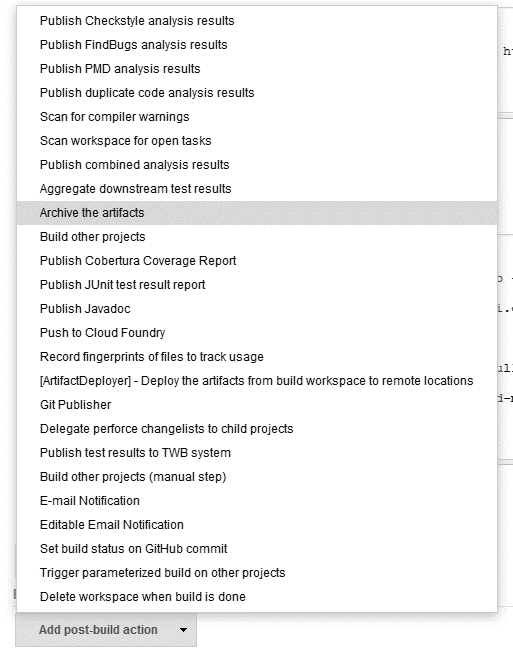 Publish Checkstyle analysis results
Publish FindBugs analysis results
Publish PMD analysis results
Publish duplicate code analysis results
Scan for compiler warnings
Scan workspace for open tasks
Publish combined analysis results
Aggregate downstream test results
Archive the artifacts
Build other projects
Publish Cobertura Coverage Report
Publish JUnit test result report
Publish Javadoc
Push to Cloud Foundry
Record fingerprints of files to track usage
[ArtifactDeployer] - Deploy the artifacts from build workspace to remote locations
Git Publisher
Delegate perforce changelists to child projects
Publish test results to TWB system
Build other projects (manual step)
E-mail Notification
Editable Email Notification
Set build status on GitHub commit
Trigger parameterized build on other projects
Delete workspace when build is done
Add post-build action